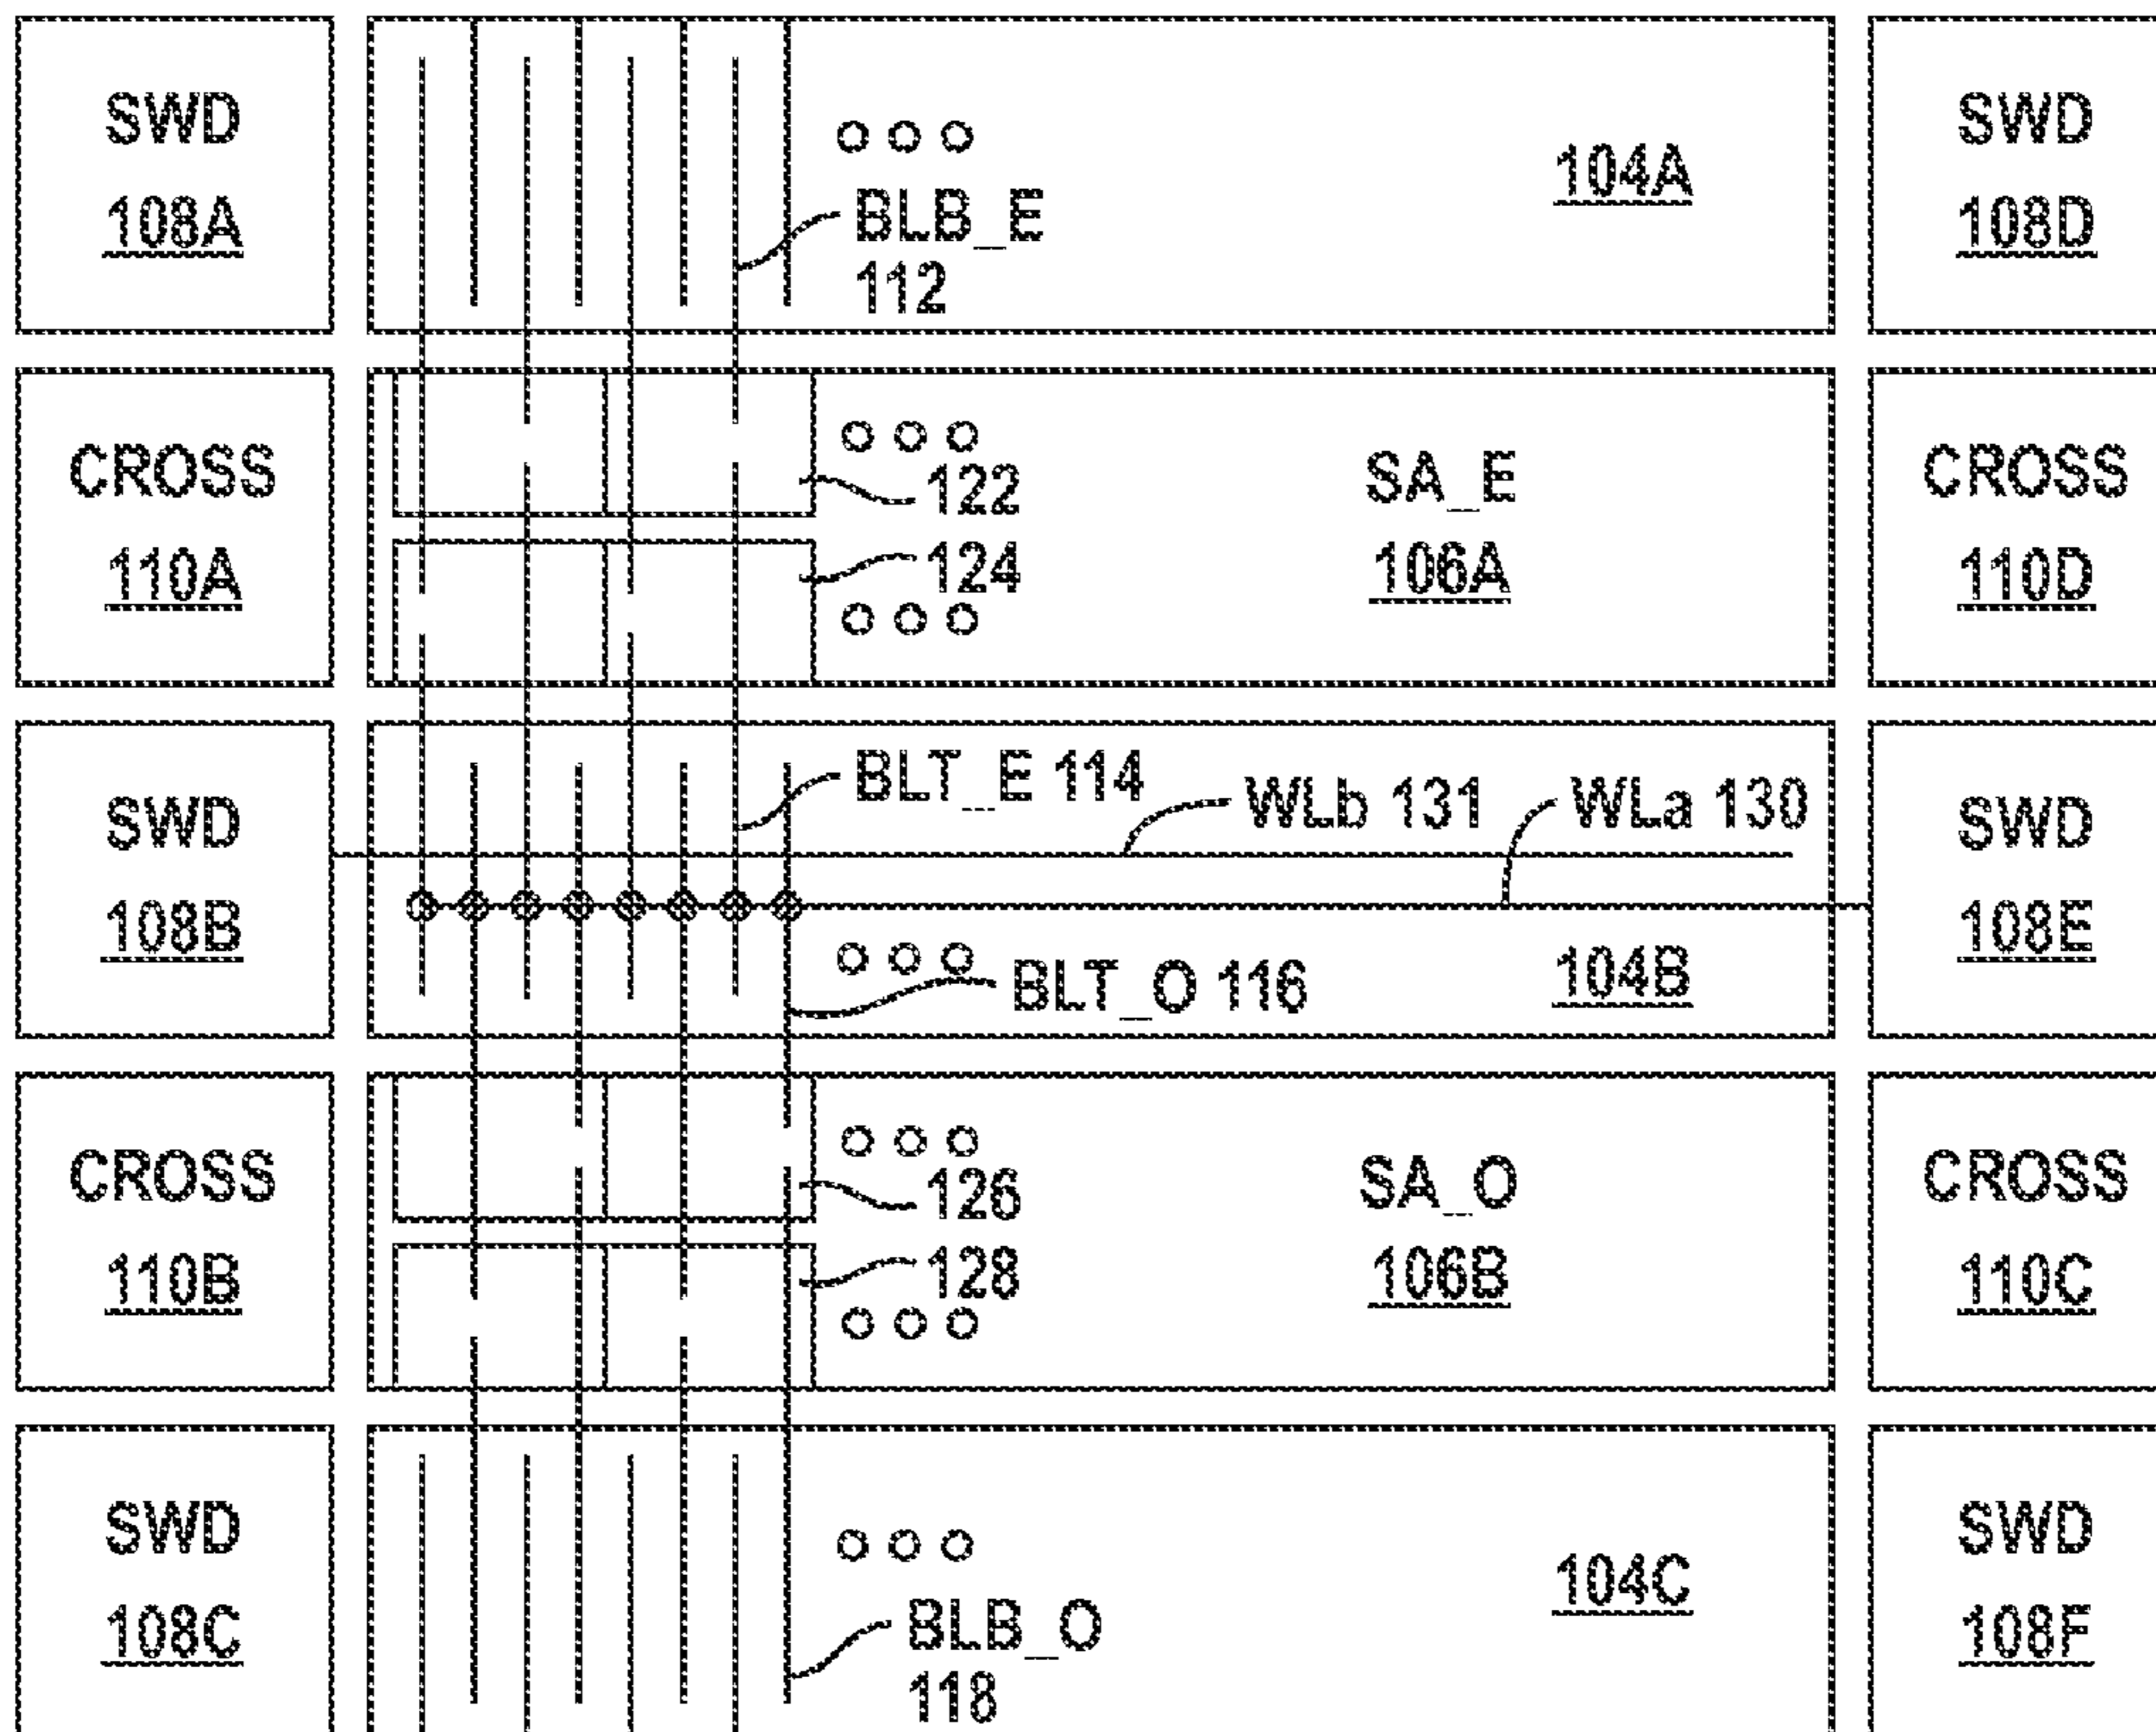 SWD
108A
BLB_E
112
104A
SWD
108D
CROSS
110A
122
124
SA_E
106A
CROSS
110D
SWD
108B
BLT_E 114
WLb 131
WLa 130
BLT_O 116
104B
SWD
108E
CROSS
110B
126
128
SA_O
106B
CROSS
110C
SWD
108C
BLB_O
118
104C
SWD
108F